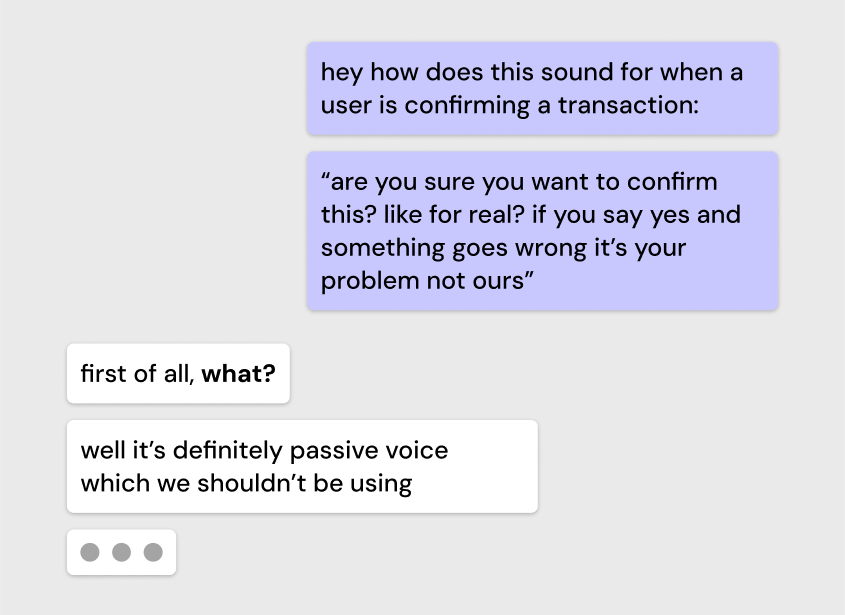 hey how does this sound for when a
user is confirming a transaction:
“are you sure you want to confirm
this? like for real? if you say yes and
something goes wrong it’s your
problem not ours”
first of all, what?
well it’s definitely passive voice
which we shouldn’t be using